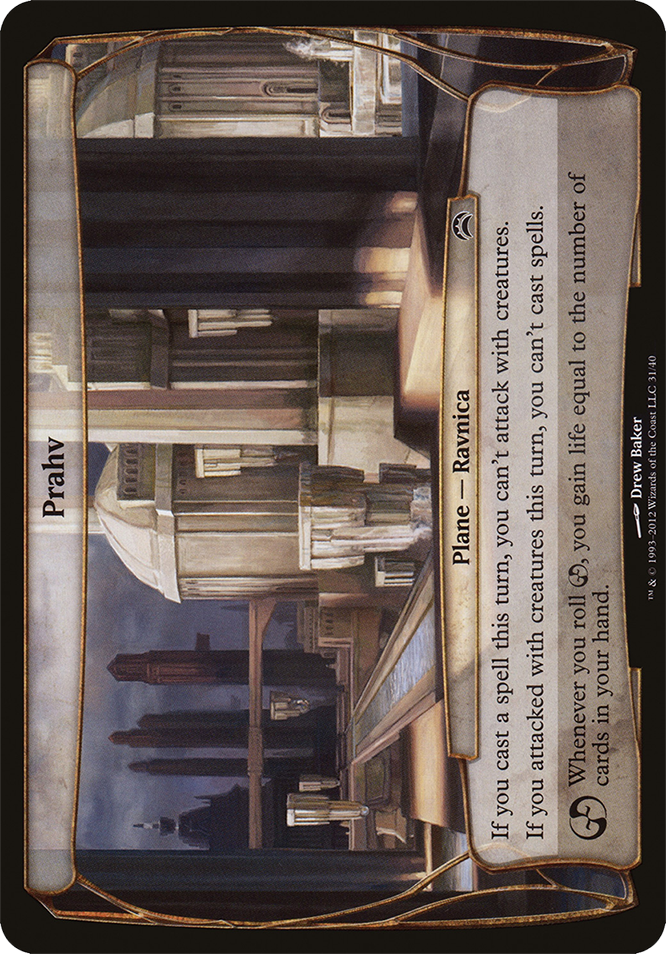 Prahv
Plane — Ravnica
If you cast a spell this turn, you can't attack with creatures.
If you attacked with creatures this turn, you can't cast spells.
Whenever you roll, you gain life equal to the number of
cards in your hand.
Drew Baker
™ & © 1993–2012 Wizards of the Coast LLC 31/40